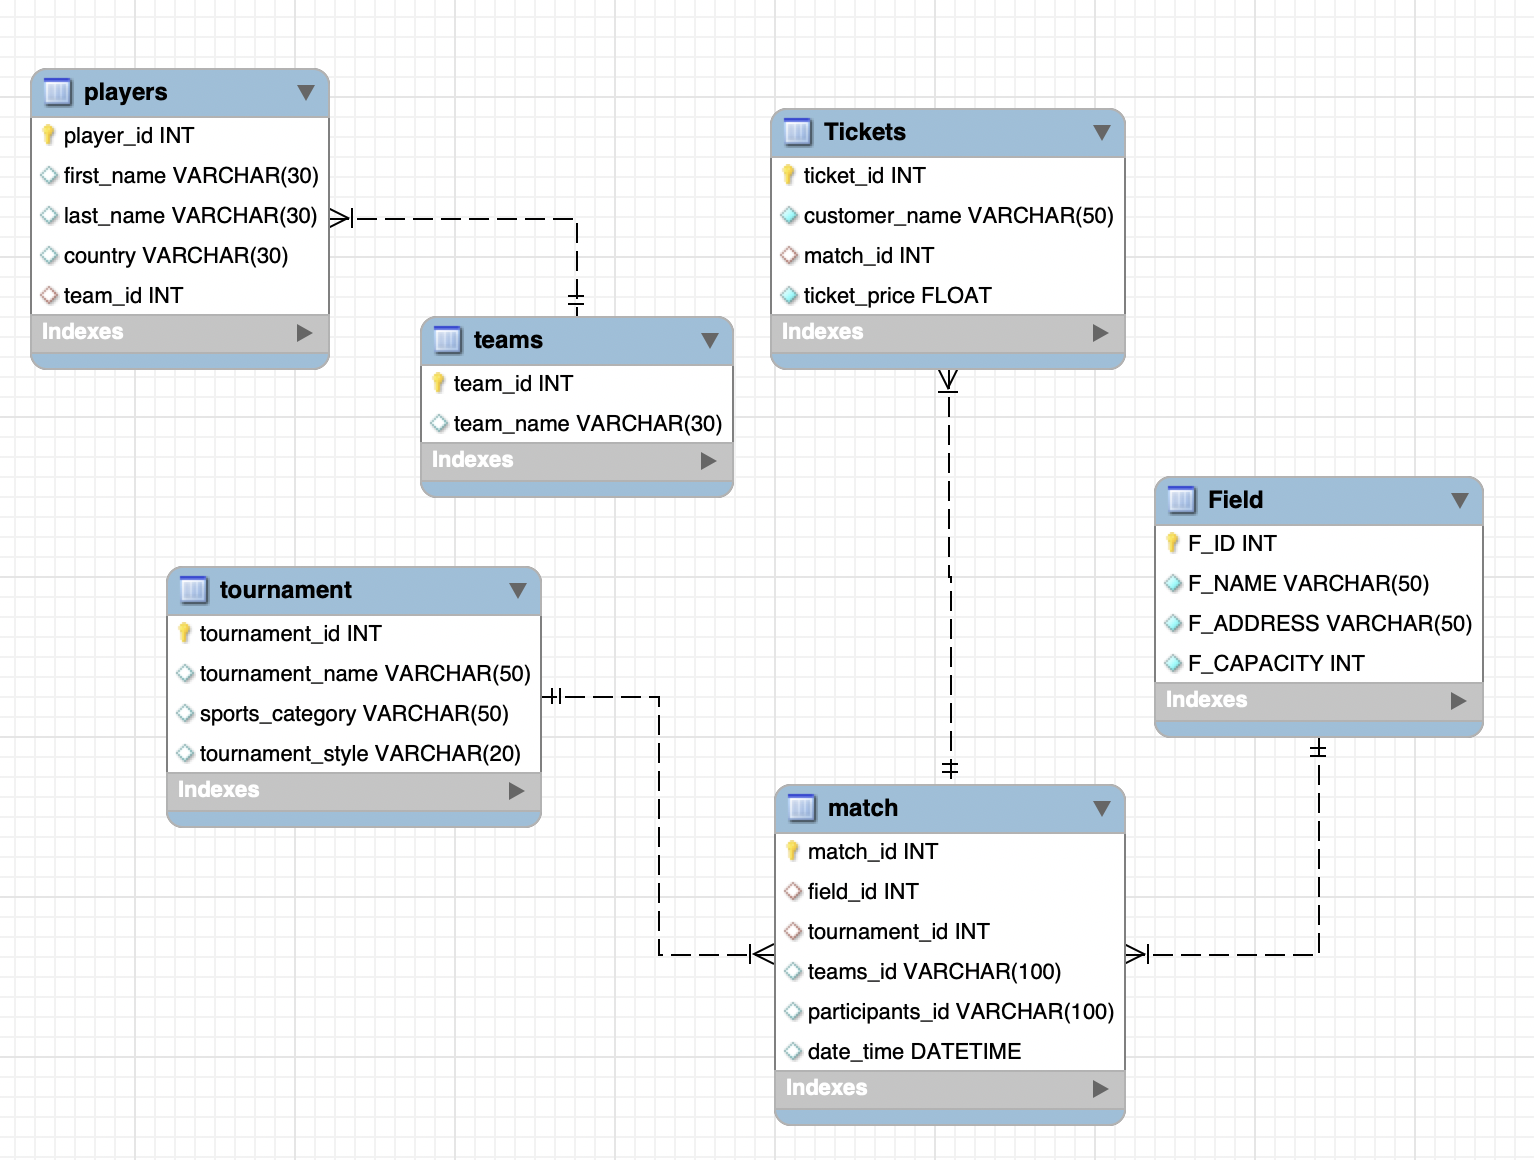 players
player_id INT
first_name VARCHAR(30)
last_name VARCHAR(30)
country VARCHAR(30)
team_id INT
Indexes
Tickets
ticket_id INT
customer_name VARCHAR(50)
match_id INT
ticket_price FLOAT
Indexes
teams
team_id INT
team_name VARCHAR(30)
Indexes
Field
F_ID INT
F_NAME VARCHAR(50)
F_ADDRESS VARCHAR(50)
F_CAPACITY INT
Indexes
tournament
tournament_id INT
tournament_name VARCHAR(50)
sports_category VARCHAR(50)
tournament_style VARCHAR(20)
Indexes
match
match_id INT
field_id INT
tournament_id INT
teams_id VARCHAR(100)
participants_id VARCHAR(100)
date_time DATETIME
Indexes